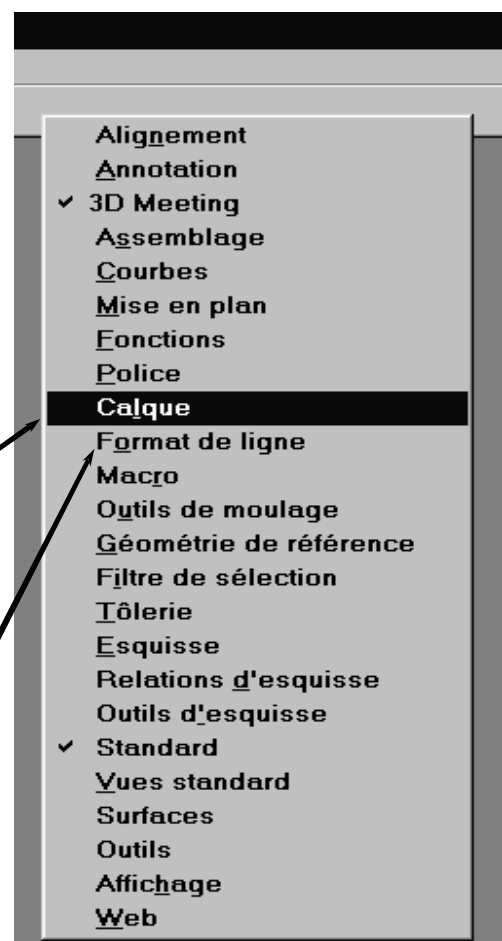 Alignement
Annotation
✓ 3D Meeting
Assemblage
Courbes
Mise en plan
Fonctions
Police
Calque
Format de ligne
Macro
Outils de moulage
Géométrie de référence
Filtre de sélection
Tôlerie
Esquisse
Relations d'esquisse
Outils d'esquisse
✓ Standard
Vues standard
Surfaces
Outils
Affichage
Web